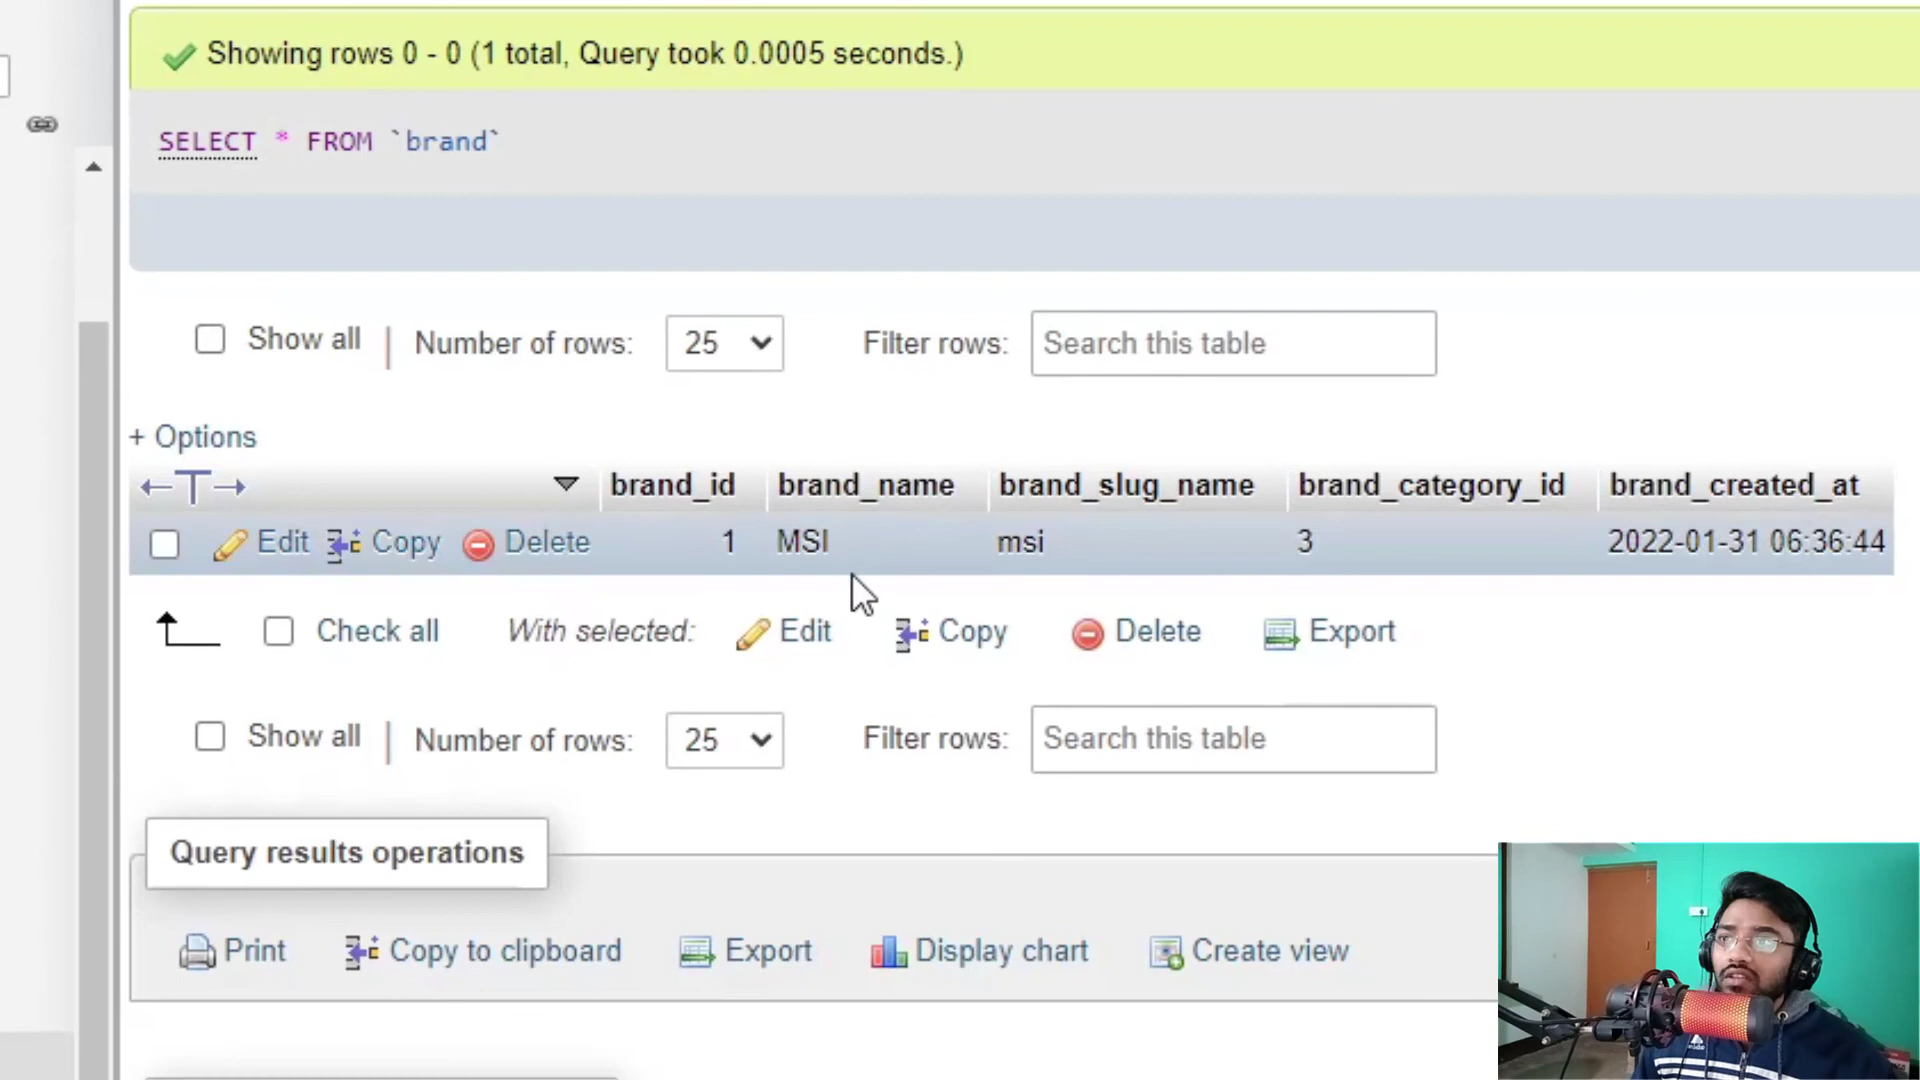 Showing rows 0 - 0 (1 total, Query took 0.0005 seconds.)
SELECT * FROM `brand`
Show all | Number of rows: 25 Filter rows: Search this table
+ Options
←T→ brand_id brand_name brand_slug_name brand_category_id brand_created_at
Edit Copy Delete 1 MSI msi 3 2022-01-31 06:36:44
Check all With selected: Edit Copy Delete Export
Show all | Number of rows: 25 Filter rows: Search this table
Query results operations
Print Copy to clipboard Export Display chart Create view